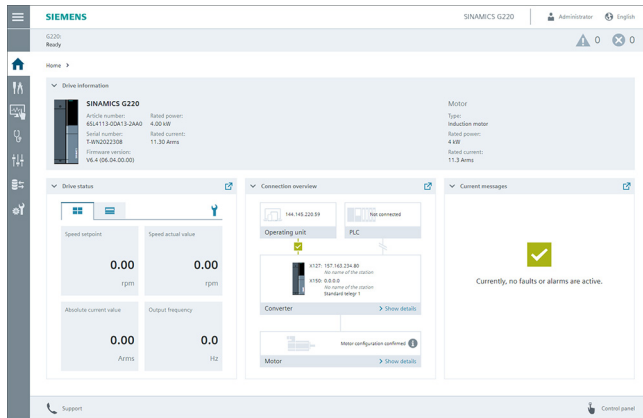 SIEMENS
SINAMICS G220
Administrator
English
G220:
Ready
0
0
Home >
Drive information
SINAMICS G220
Article number:
6SL4113-0DA13-2AA0
Rated power:
4.00 kW
Serial number:
T-WN2022308
Rated current:
11.30 Arms
Firmware version:
V6.4 (06.04.00.00)
Motor
Type:
Induction motor
Rated power:
4 kW
Rated current:
11.3 Arms
Drive status
Speed setpoint
0.00
rpm
Speed actual value
0.00
rpm
Absolute current value
0.00
Arms
Output frequency
0.0
Hz
Connection overview
144.145.220.59
Operating unit
Not connected
PLC
X127: 157.163.234.80
No name of the station
X150: 0.0.0.0
No name of the station
Standard telegr 1
Converter
> Show details
Motor configuration confirmed
Motor
> Show details
Current messages
Currently, no faults or alarms are active.
Support
Control panel